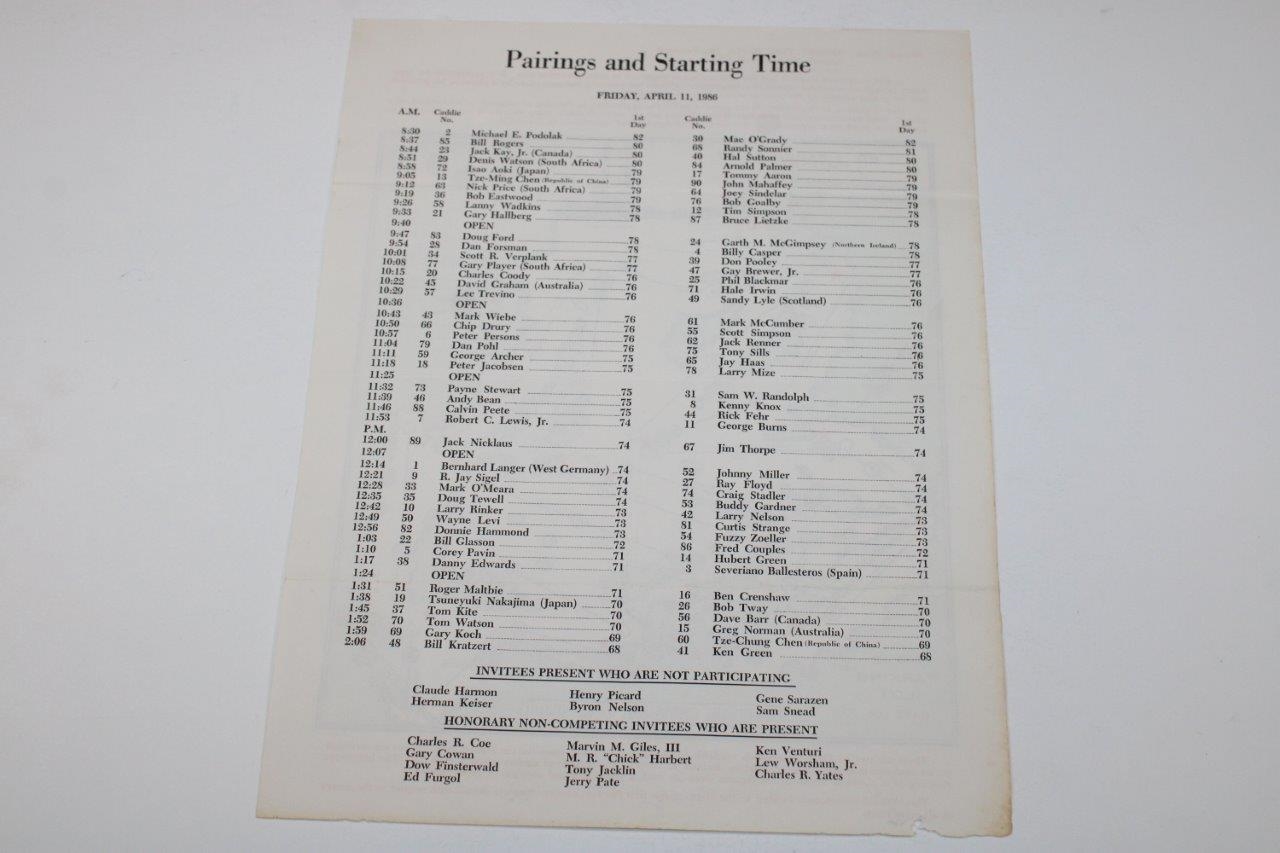 Pairings and Starting Time
FRIDAY, APRIL 11, 1986
A.M. Caddie No. 1st Day Caddie No. 1st Day
8:30 2 Michael E. Podolak 82 30 Mac O'Grady 82
8:37 85 Bill Rogers 80 68 Randy Sonnier 81
8:44 23 Jack Kay, Jr. (Canada) 80 40 Hal Sutton 80
8:51 29 Denis Watson (South Africa) 80 84 Arnold Palmer 80
8:58 72 Isao Aoki (Japan) 79 17 Tommy Aaron 79
9:05 13 Tze-Ming Chen (Republic of China) 79 90 John Mahaffey 79
9:12 63 Nick Price (South Africa) 79 64 Joey Sindelar 79
9:19 36 Bob Eastwood 79 76 Bob Goalby 79
9:26 58 Lanny Wadkins 78 12 Tim Simpson 78
9:33 21 Gary Hallberg 78 87 Bruce Lietzke 78
9:40 OPEN
9:47 83 Doug Ford 78 24 Garth M. McGimpsey (Northern Ireland) 78
9:54 28 Dan Forsman 78 4 Billy Casper 78
10:01 34 Scott R. Verplank 77 39 Don Pooley 77
10:08 77 Gary Player (South Africa) 77 47 Gay Brewer, Jr. 77
10:15 20 Charles Coody 76 25 Phil Blackmar 76
10:22 45 David Graham (Australia) 76 71 Hale Irwin 76
10:29 57 Lee Trevino 76 49 Sandy Lyle (Scotland) 76
10:36 OPEN
10:43 43 Mark Wiebe 76 61 Mark McCumber 76
10:50 66 Chip Drury 76 55 Scott Simpson 76
10:57 6 Peter Persons 76 62 Jack Renner 76
11:04 79 Dan Pohl 76 75 Tony Sills 76
11:11 59 George Archer 75 65 Jay Haas 76
11:18 18 Peter Jacobsen 75 78 Larry Mize 75
11:25 OPEN
11:32 73 Payne Stewart 75 31 Sam W. Randolph 75
11:39 46 Andy Bean 75 8 Kenny Knox 75
11:46 88 Calvin Peete 75 44 Rick Fehr 75
11:53 7 Robert C. Lewis, Jr. 74 11 George Burns 74
P.M.
12:00 89 Jack Nicklaus 74 67 Jim Thorpe 74
12:07 OPEN
12:14 1 Bernhard Langer (West Germany) 74 52 Johnny Miller 74
12:21 9 R. Jay Sigel 74 27 Ray Floyd 74
12:28 33 Mark O'Meara 74 74 Craig Stadler 74
12:35 35 Doug Tewell 74 53 Buddy Gardner 74
12:42 10 Larry Rinker 73 42 Larry Nelson 73
12:49 50 Wayne Levi 73 81 Curtis Strange 73
12:56 82 Donnie Hammond 73 54 Fuzzy Zoeller 73
1:03 22 Bill Glasson 72 86 Fred Couples 72
1:10 5 Corey Pavin 71 14 Hubert Green 71
1:17 38 Danny Edwards 71 3 Severiano Ballesteros (Spain) 71
1:24 OPEN
1:31 51 Roger Maltbie 71 16 Ben Crenshaw 71
1:38 19 Tsuneyuki Nakajima (Japan) 70 26 Bob Tway 70
1:45 37 Tom Kite 70 56 Dave Barr (Canada) 70
1:52 70 Tom Watson 70 15 Greg Norman (Australia) 70
1:59 69 Gary Koch 69 60 Tze-Chung Chen (Republic of China) 69
2:06 48 Bill Kratzert 68 41 Ken Green 68
INVITEES PRESENT WHO ARE NOT PARTICIPATING
Claude Harmon Henry Picard Gene Sarazen
Herman Keiser Byron Nelson Sam Snead
HONORARY NON-COMPETING INVITEES WHO ARE PRESENT
Charles R. Coe Marvin M. Giles, III Ken Venturi
Gary Cowan M. R. "Chick" Harbert Lew Worsham, Jr.
Dow Finsterwald Tony Jacklin Charles R. Yates
Ed Furgol Jerry Pate